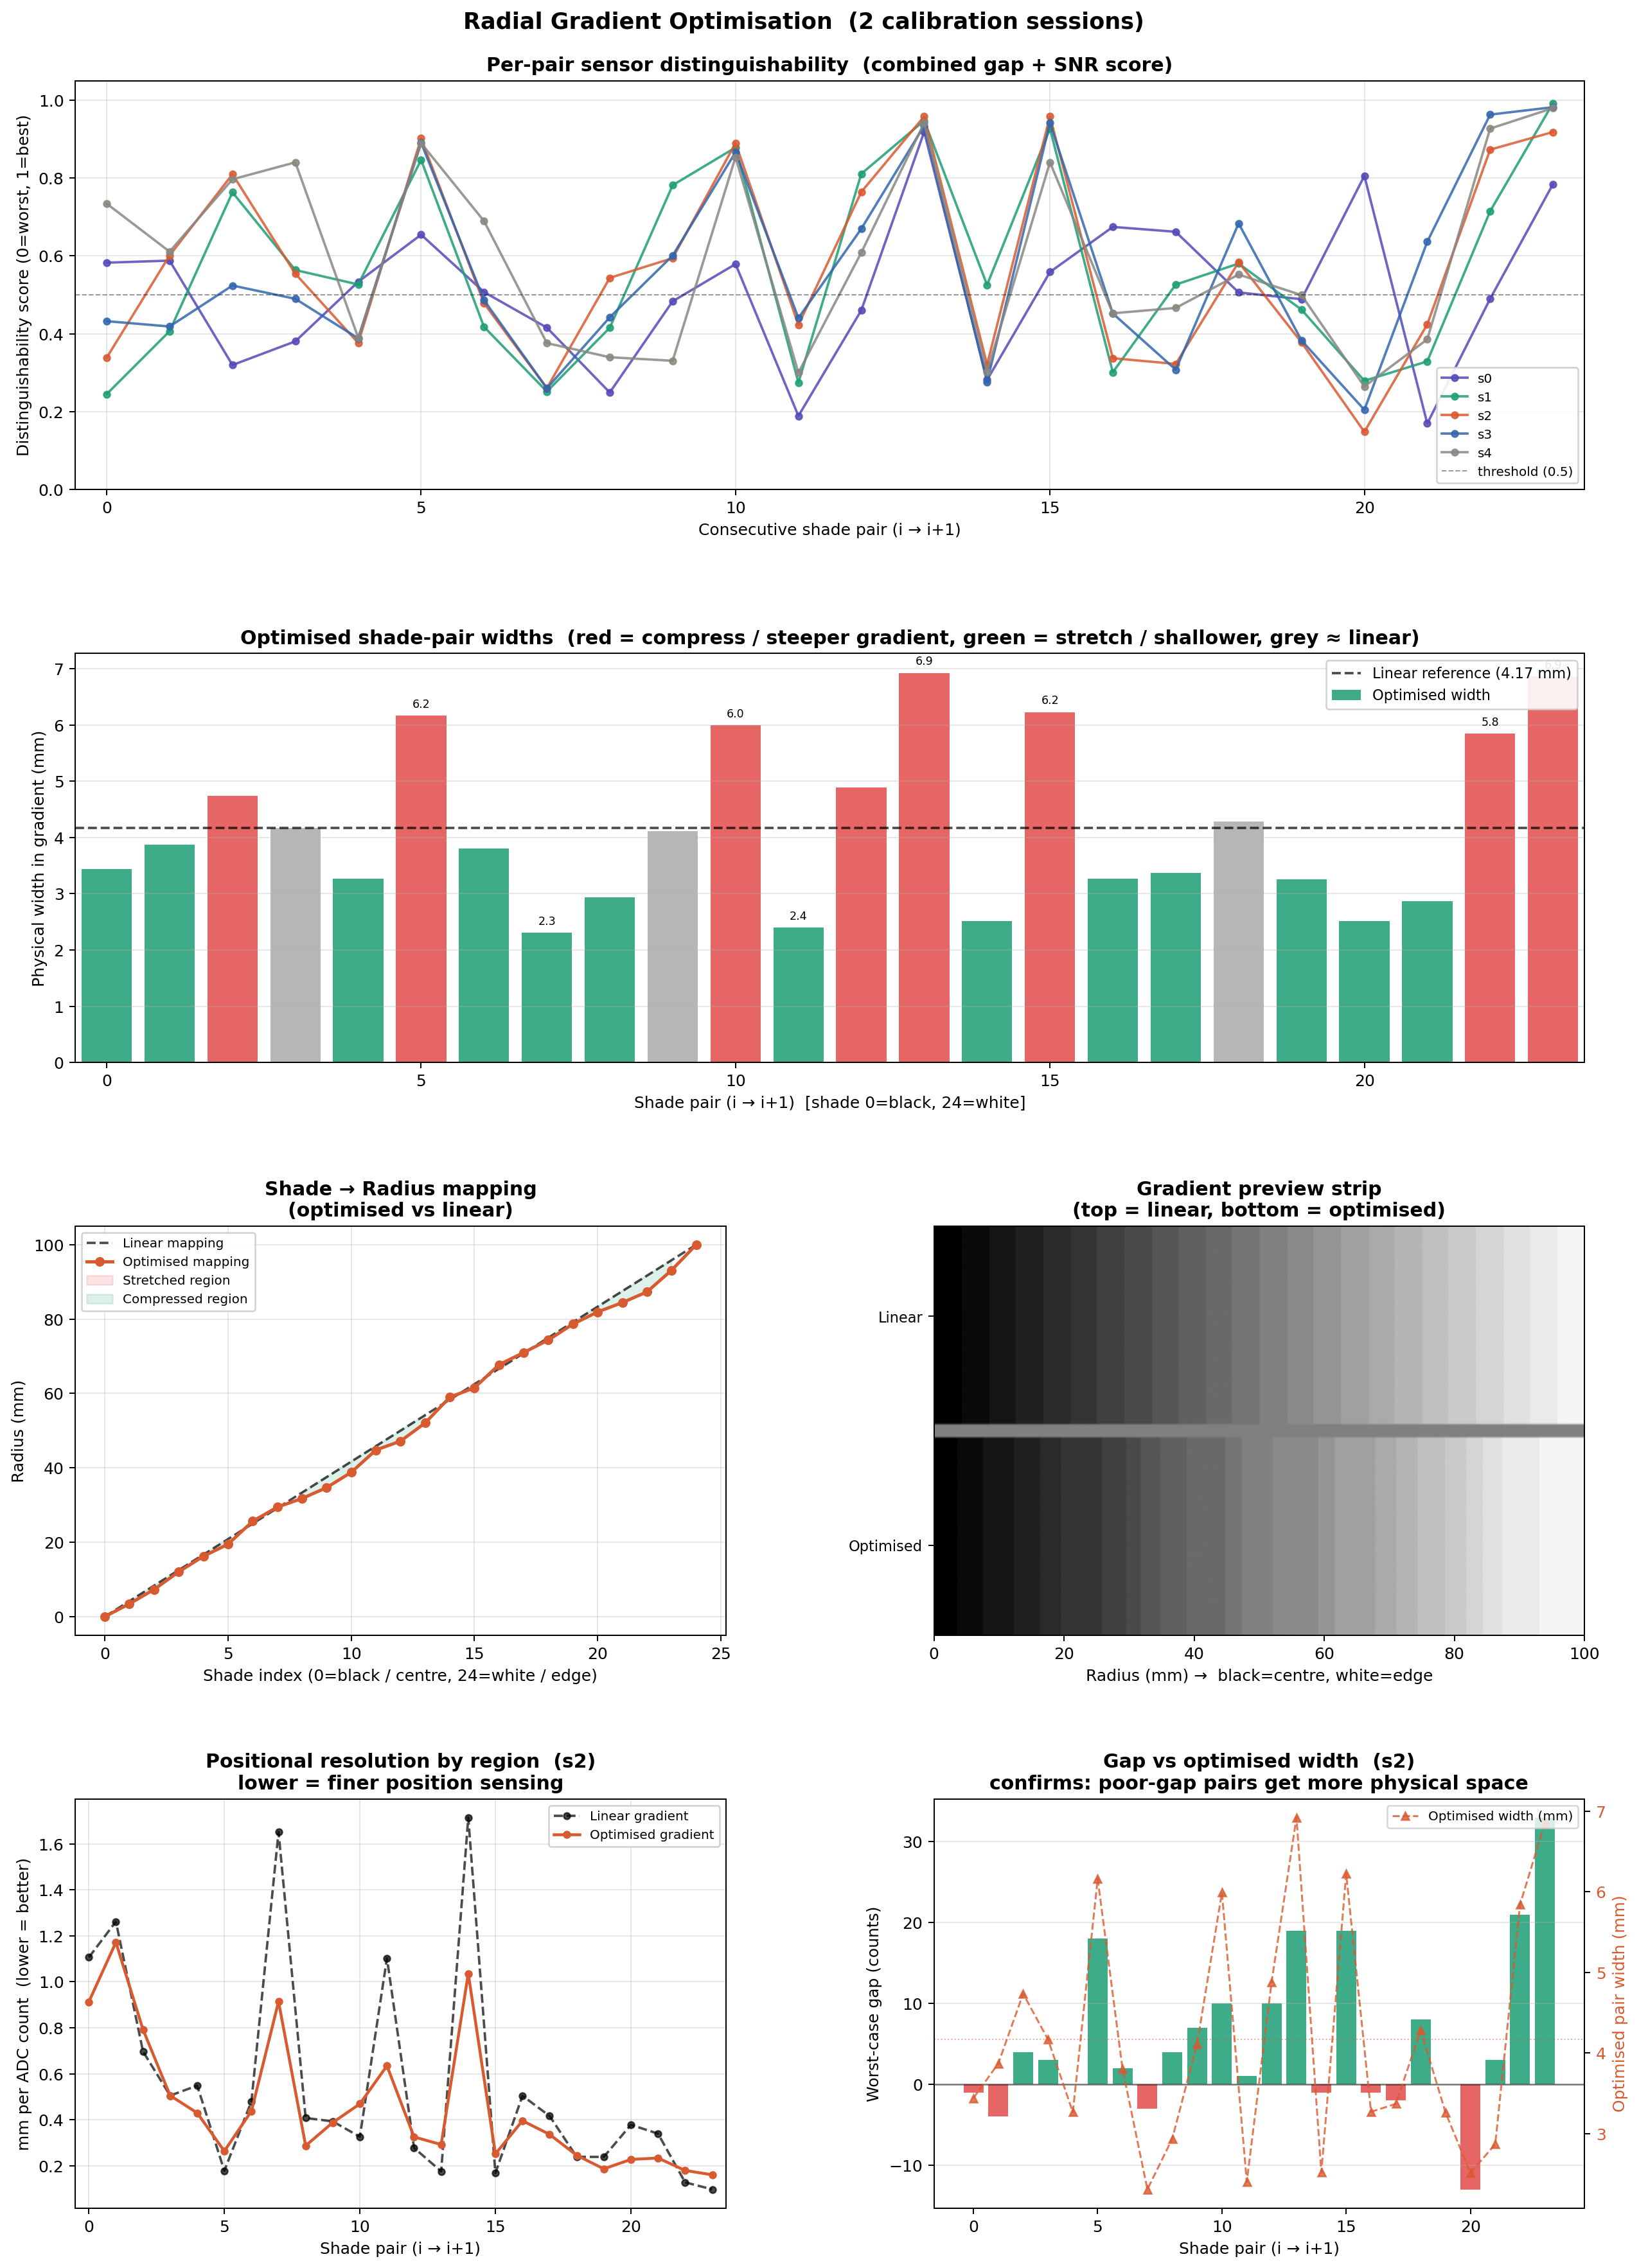 Radial Gradient Optimisation  (2 calibration sessions)
Per-pair sensor distinguishability  (combined gap + SNR score)
Distinguishability score (0=worst, 1=best)
1.0
0.8
0.6
0.4
0.2
0.0
s0
s1
s2
s3
s4
threshold (0.5)
0 5 10 15 20
Consecutive shade pair (i → i+1)
Optimised shade-pair widths  (red = compress / steeper gradient, green = stretch / shallower, grey ≈ linear)
Physical width in gradient (mm)
7
6
5
4
3
2
1
0
6.2
2.3
6.0
2.4
6.9
6.2
5.8
Linear reference (4.17 mm)
Optimised width
0 5 10 15 20
Shade pair (i → i+1)  [shade 0=black, 24=white]
Shade → Radius mapping
(optimised vs linear)
Radius (mm)
100
80
60
40
20
0
Linear mapping
Optimised mapping
Stretched region
Compressed region
0 5 10 15 20 25
Shade index (0=black / centre, 24=white / edge)
Gradient preview strip
(top = linear, bottom = optimised)
Linear
Optimised
0 20 40 60 80 100
Radius (mm) →  black=centre, white=edge
Positional resolution by region  (s2)
lower = finer position sensing
mm per ADC count  (lower = better)
1.6
1.4
1.2
1.0
0.8
0.6
0.4
0.2
Linear gradient
Optimised gradient
0 5 10 15 20
Shade pair (i → i+1)
Gap vs optimised width  (s2)
confirms: poor-gap pairs get more physical space
Worst-case gap (counts)
30
20
10
0
−10
Optimised width (mm)
7
6
5
4
3
Optimised pair width (mm)
0 5 10 15 20
Shade pair (i → i+1)